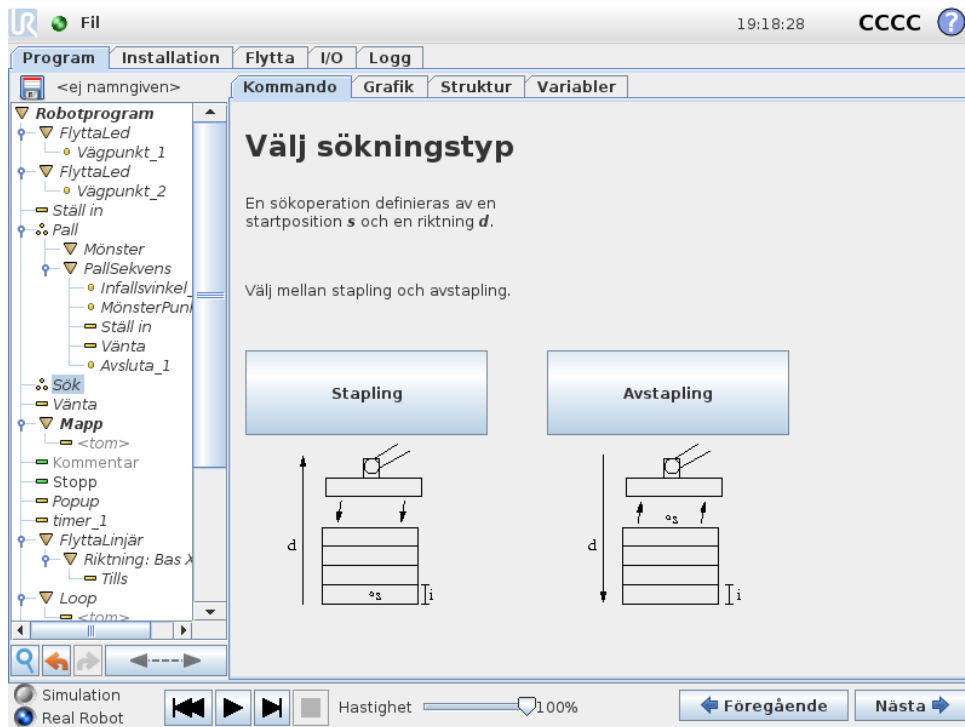 UR Fil 19:18:28 CCCC ?
Program Installation Flytta I/O Logg
<ej namngiven>
Kommando Grafik Struktur Variabler
Robotprogram
FlyttaLed
Vägpunkt_1
FlyttaLed
Vägpunkt_2
Ställ in
Pall
Mönster
PallSekvens
Infallsvinkel_
MönsterPun
Ställ in
Vänta
Avsluta_1
Sök
Vänta
Mapp
<tom>
Kommentar
Stopp
Popup
timer_1
FlyttaLinjär
Riktning: Bas X
Tills
Loop
<tom>
Välj sökningstyp
En sökoperation definieras av en
startposition s och en riktning d.
Välj mellan stapling och avstapling.
Stapling
Avstapling
d
s
i
d
s
i
Simulation
Real Robot
Hastighet 100%
Föregående
Nästa